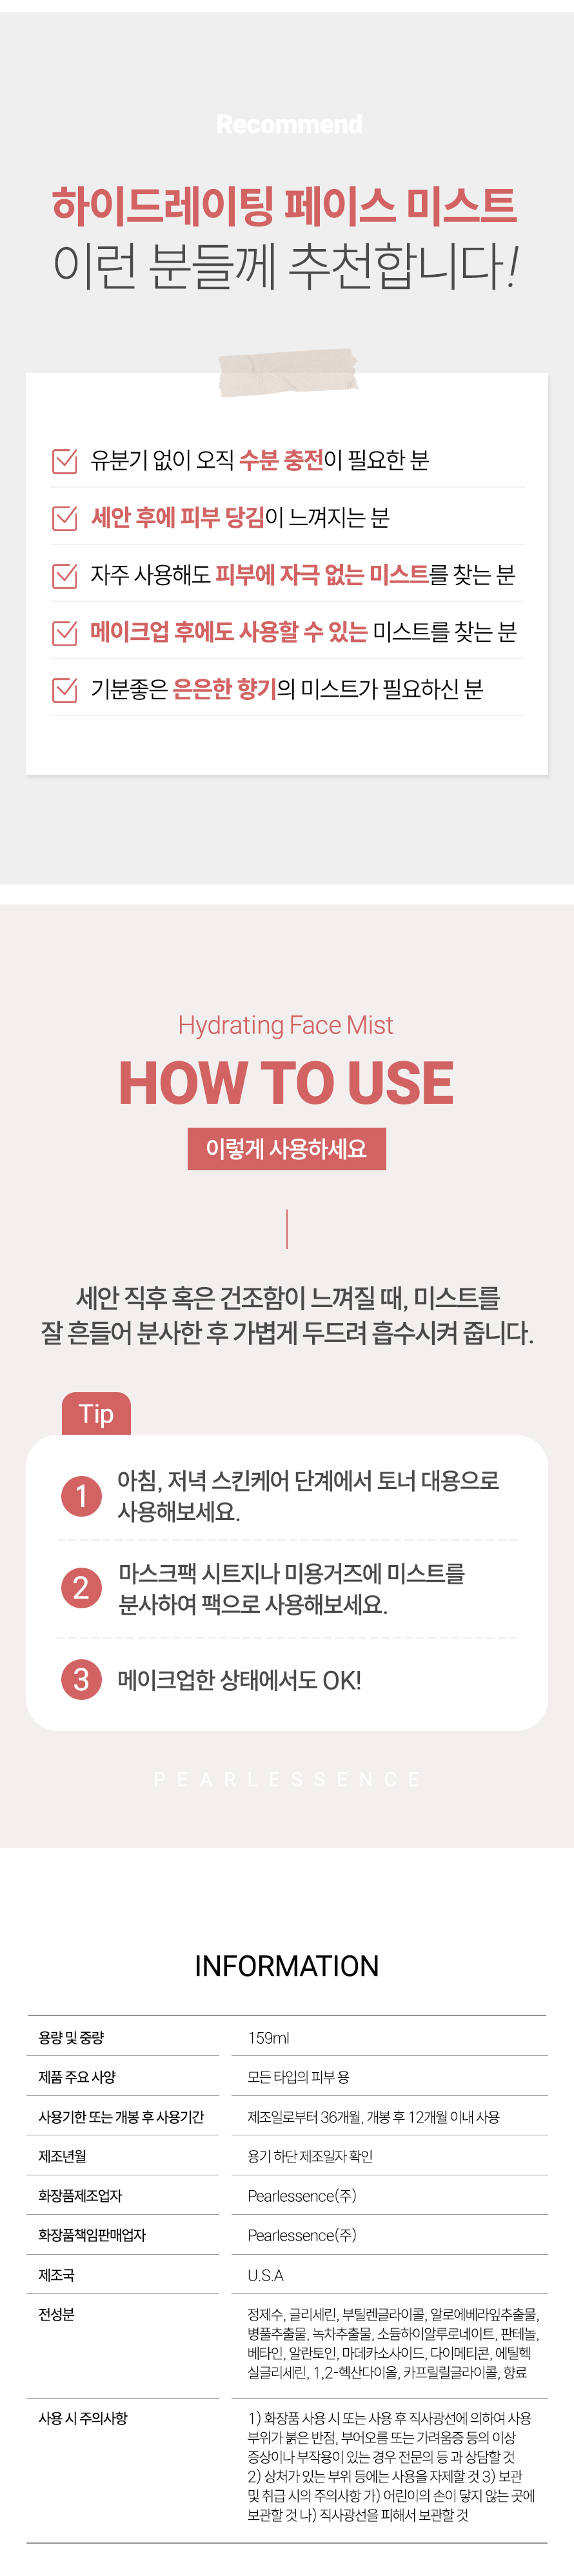 Recommend
하이드레이팅 페이스 미스트
이런 분들께 추천합니다!
유분기 없이 오직 수분 충전이 필요한 분
세안 후에 피부 당김이 느껴지는 분
자주 사용해도 피부에 자극 없는 미스트를 찾는 분
메이크업 후에도 사용할 수 있는 미스트를 찾는 분
기분좋은 은은한 향기의 미스트가 필요하신 분
Hydrating Face Mist
HOW TO USE
이렇게 사용하세요
세안 직후 혹은 건조함이 느껴질 때, 미스트를
잘 흔들어 분사한 후 가볍게 두드려 흡수시켜 줍니다.
Tip
1 아침, 저녁 스킨케어 단계에서 토너 대용으로
사용해보세요.
2 마스크팩 시트지나 미용거즈에 미스트를
분사하여 팩으로 사용해보세요.
3 메이크업한 상태에서도 OK!
PEARLESSENCE
INFORMATION
용량 및 중량 159ml
제품 주요 사양 모든 타입의 피부 용
사용기한 또는 개봉 후 사용기간 제조일로부터 36개월, 개봉 후 12개월 이내 사용
제조년월 용기 하단 제조일자 확인
화장품제조업자 Pearlessence(주)
화장품책임판매업자 Pearlessence(주)
제조국 U.S.A
전성분 정제수, 글리세린, 부틸렌글라이콜, 알로에베라잎추출물,
병풀추출물, 녹차추출물, 소듐하이알루로네이트, 판테놀,
베타인, 알란토인, 마데카소사이드, 다이메티콘, 에틸헥
실글리세린, 1,2-헥산다이올, 카프릴릴글라이콜, 향료
사용 시 주의사항 1) 화장품 사용 시 또는 사용 후 직사광선에 의하여 사용
부위가 붉은 반점, 부어오름 또는 가려움증 등의 이상
증상이나 부작용이 있는 경우 전문의 등 과 상담할 것
2) 상처가 있는 부위 등에는 사용을 자제할 것 3) 보관
및 취급 시의 주의사항 가) 어린이의 손이 닿지 않는 곳에
보관할 것 나) 직사광선을 피해서 보관할 것